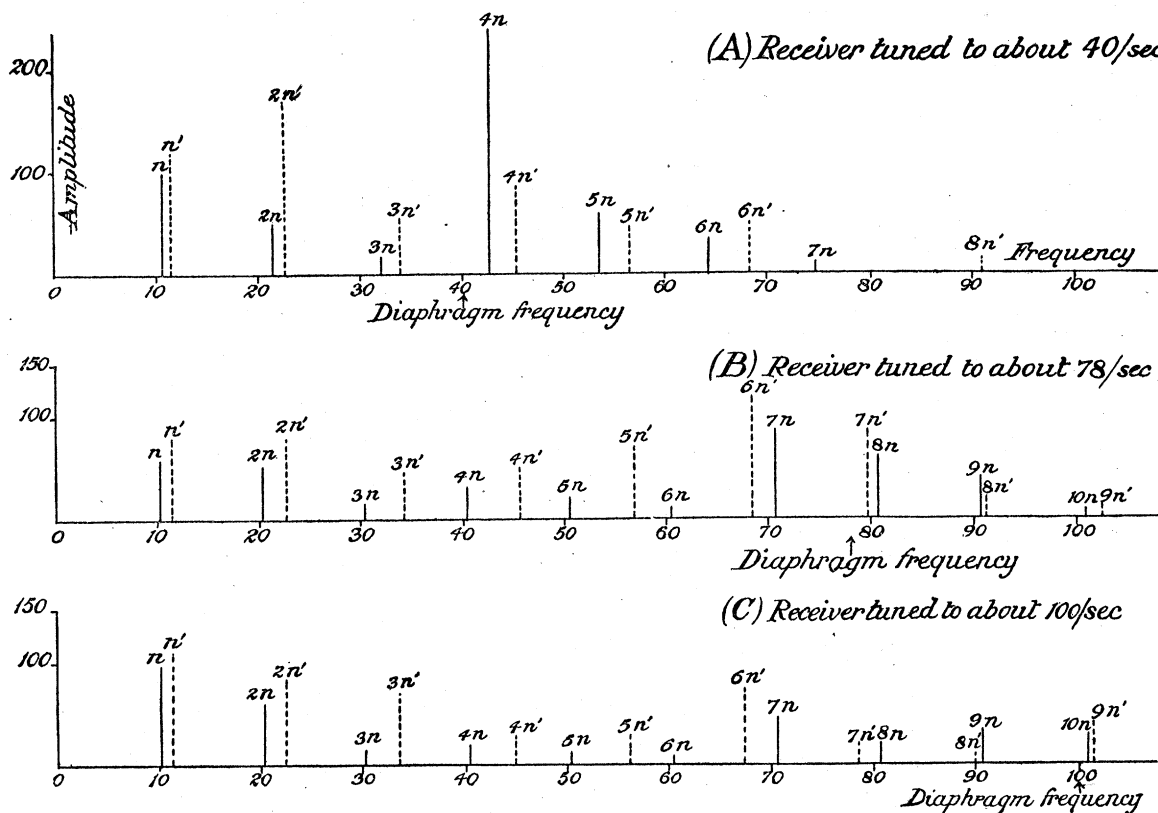 (A) Receiver tuned to about 40/sec
Amplitude
200
100
n n' 2n 2n' 3n 3n' 4n 4n' 5n 5n' 6n 6n' 7n 8n' Frequency
0 10 20 30 40 50 60 70 80 90 100
Diaphragm frequency
(B) Receiver tuned to about 78/sec
150
100
n n' 2n 2n' 3n 3n' 4n 4n' 5n 5n' 6n 6n' 7n 7n' 8n 9n 8n' 10n 9n'
0 10 20 30 40 50 60 70 80 90 100
Diaphragm frequency
(C) Receiver tuned to about 100/sec
150
100
n n' 2n 2n' 3n 3n' 4n 4n' 5n 5n' 6n 6n' 7n 7n' 8n 8n' 9n 10n 9n'
0 10 20 30 40 50 60 70 80 90 100
Diaphragm frequency